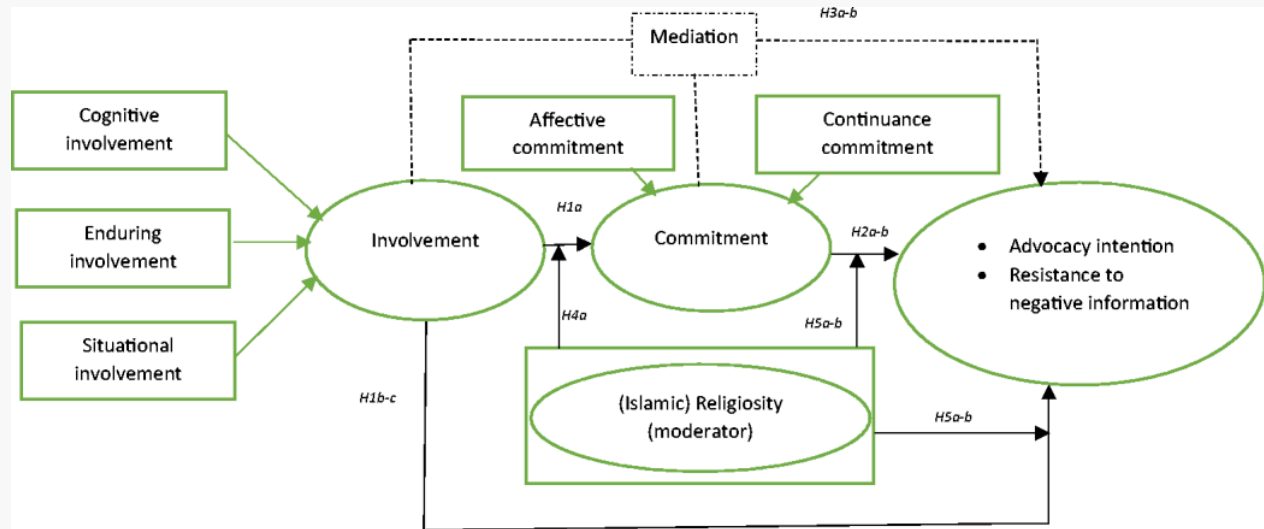 H3a-b
Mediation
Cognitive
involvement
Affective
commitment
Continuance
commitment
Enduring
involvement
Involvement
H1a
Commitment
H2a-b
• Advocacy intention
• Resistance to
negative information
Situational
involvement
H4a
H5a-b
H1b-c
(Islamic) Religiosity
(moderator)
H5a-b